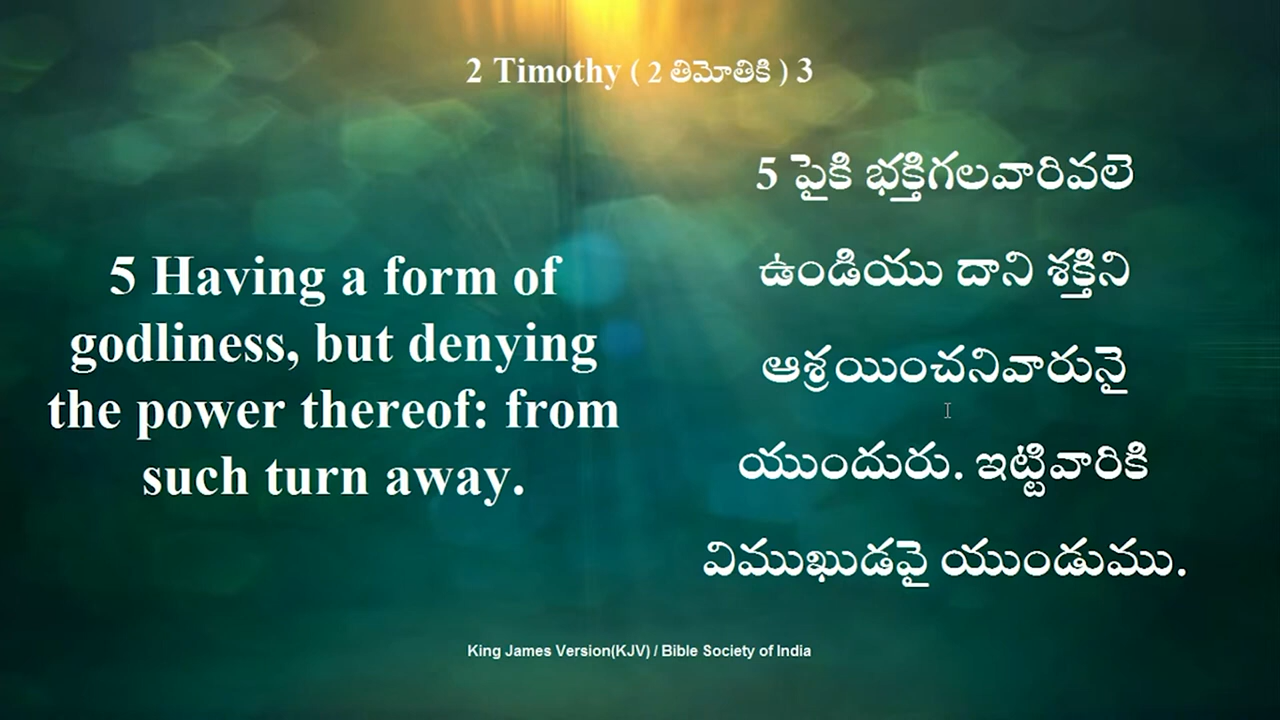 2 Timothy ( 2 తిమోతికి ) 3
5 Having a form of
godliness, but denying
the power thereof: from
such turn away.
5 పైకి భక్తిగలవారివలె
ఉండియు దాని శక్తిని
ఆశ్రయించనివారునై
యుందురు. ఇట్టివారికి
విముఖుడవై యుండుము.
King James Version(KJV) / Bible Society of India